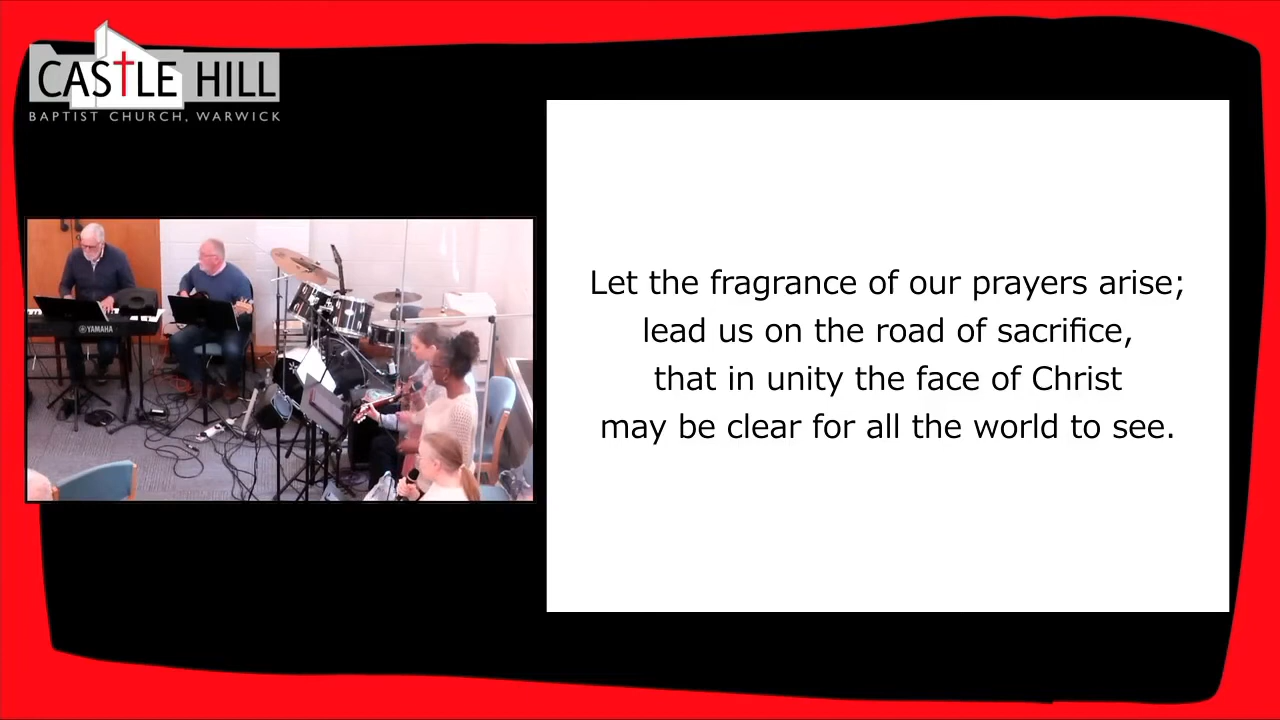 CASTLE HILL
BAPTIST CHURCH, WARWICK
YAMAHA
Let the fragrance of our prayers arise;
lead us on the road of sacrifice,
that in unity the face of Christ
may be clear for all the world to see.